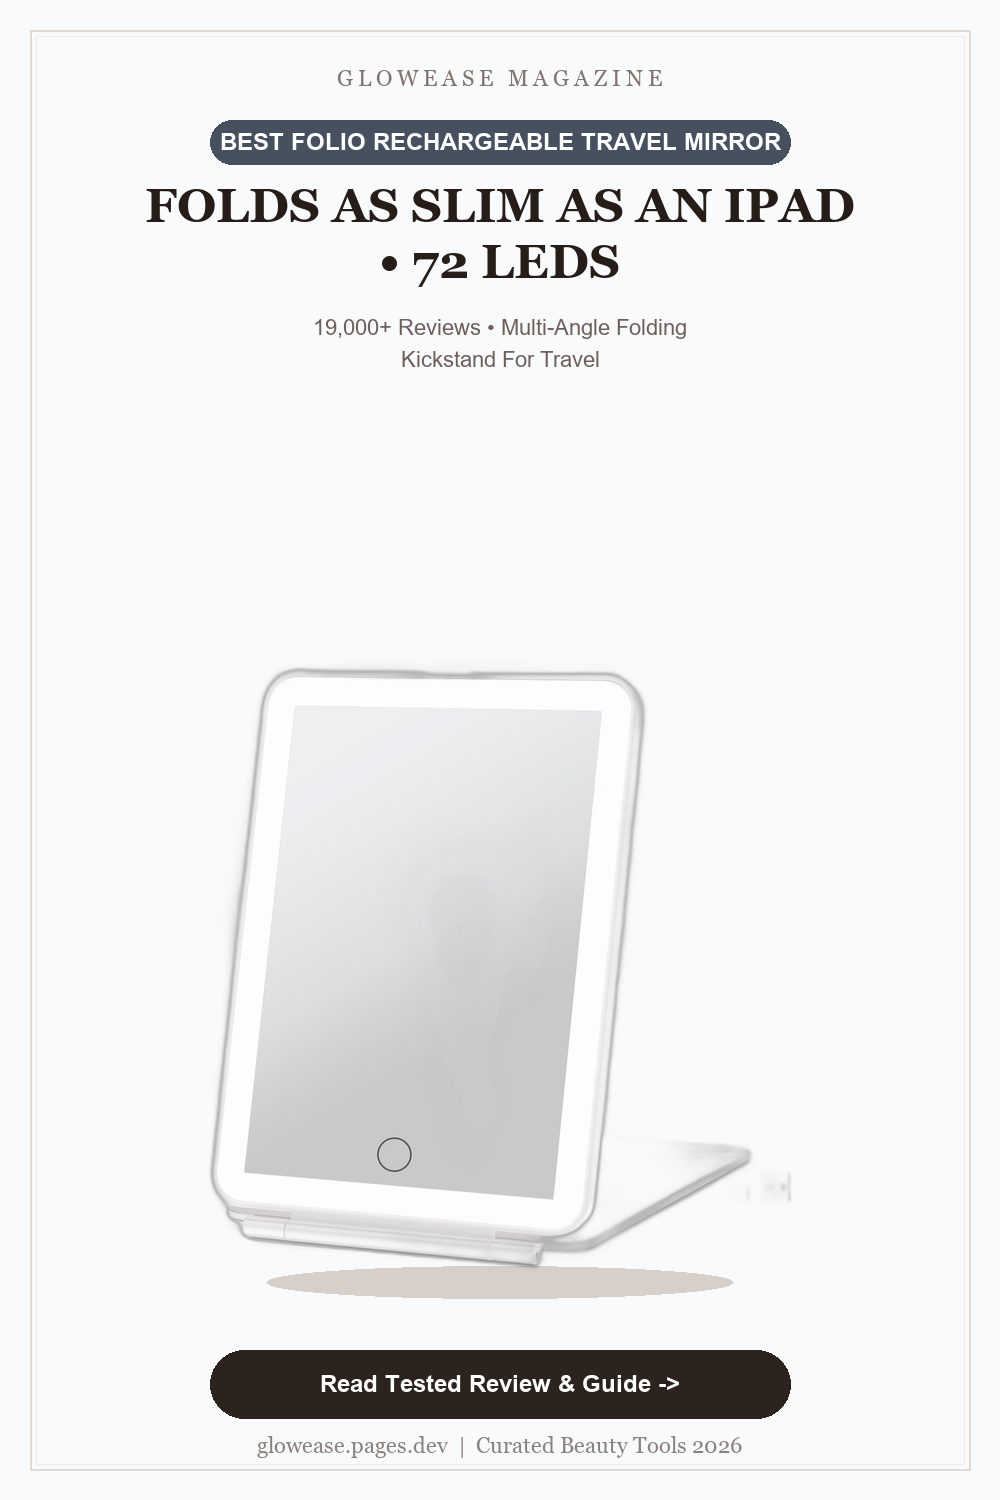 GLOWEASE MAGAZINE
BEST FOLIO RECHARGEABLE TRAVEL MIRROR
FOLDS AS SLIM AS AN IPAD
• 72 LEDS
19,000+ Reviews • Multi-Angle Folding
Kickstand For Travel
Read Tested Review & Guide ->
glowease.pages.dev | Curated Beauty Tools 2026